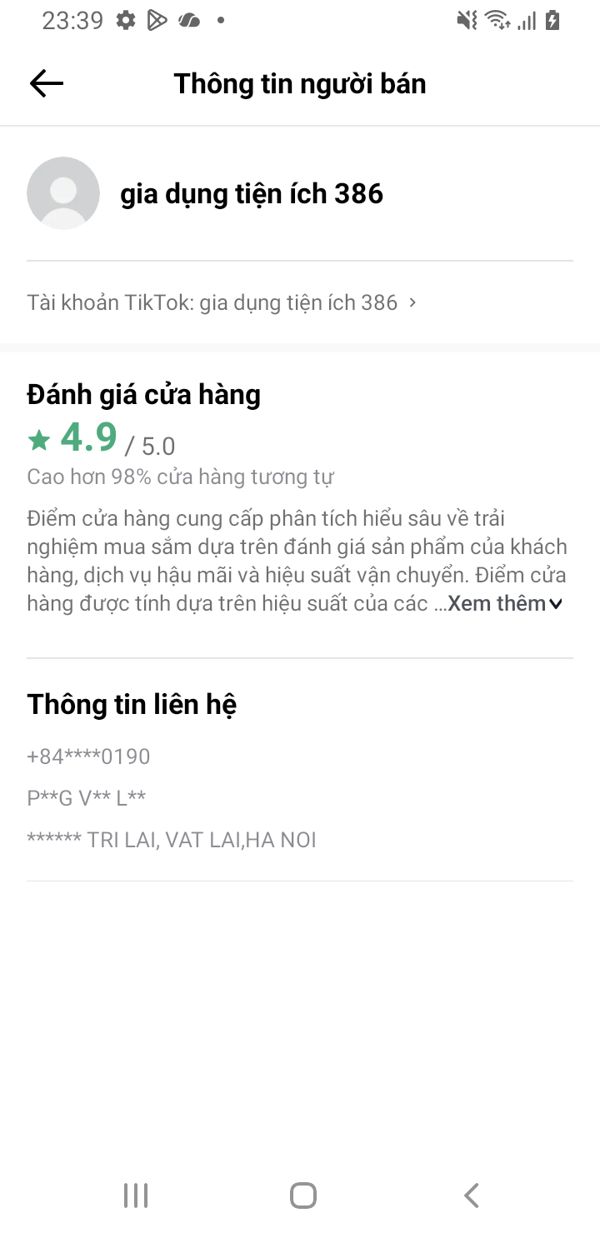 23:39
Thông tin người bán
gia dụng tiện ích 386
Tài khoản TikTok: gia dụng tiện ích 386 ›
Đánh giá cửa hàng
★ 4.9 / 5.0
Cao hơn 98% cửa hàng tương tự
Điểm cửa hàng cung cấp phân tích hiểu sâu về trải
nghiệm mua sắm dựa trên đánh giá sản phẩm của khách
hàng, dịch vụ hậu mãi và hiệu suất vận chuyển. Điểm cửa
hàng được tính dựa trên hiệu suất của các ...Xem thêm
Thông tin liên hệ
+84****0190
P**G V** L**
****** TRI LAI, VAT LAI,HA NOI